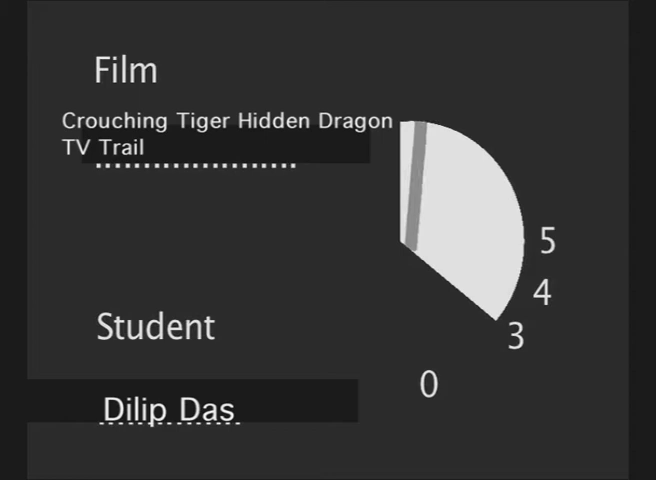 Film
Crouching Tiger Hidden Dragon
TV Trail
5
4
3
0
Student
Dilip Das